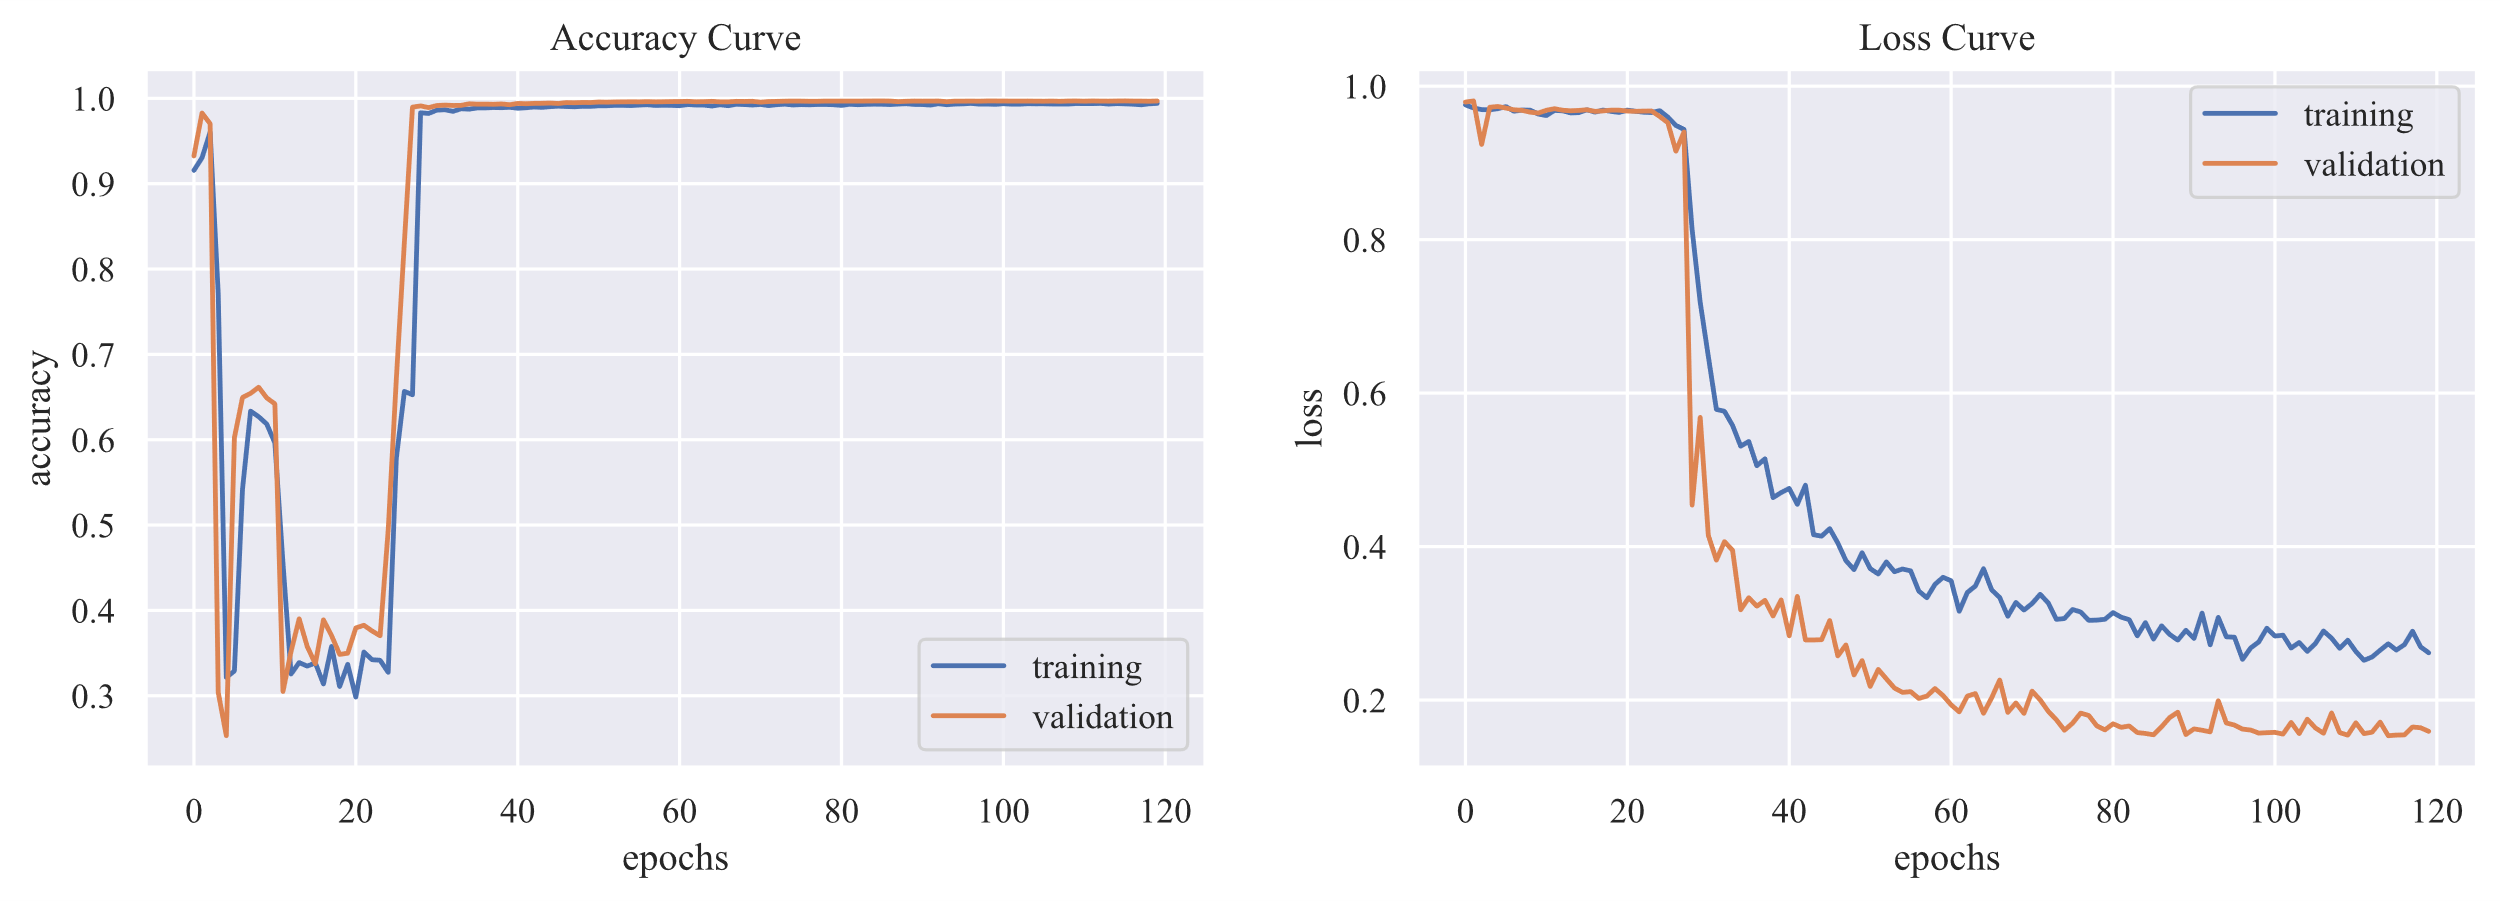 Accuracy Curve
1.0
0.9
0.8
0.7
0.6
0.5
0.4
0.3
accuracy
training
validation
0 20 40 60 80 100 120
epochs
Loss Curve
1.0
0.8
0.6
0.4
0.2
loss
training
validation
0 20 40 60 80 100 120
epochs